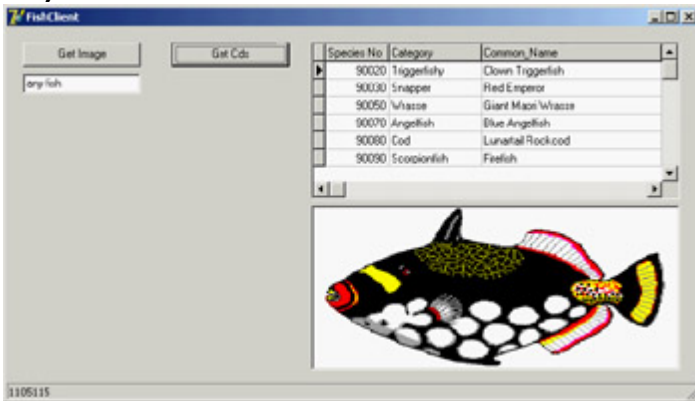 FishClient
Get Image
Get Cds
any fish
Species No Category Common_Name
90020 Triggerfishy Clown Triggerfish
90030 Snapper Red Emperor
90050 Wrasse Giant Maori Wrasse
90070 Angelfish Blue Angelfish
90080 Cod Lunartail Rockcod
90090 Scorpionfish Firefish
1105115